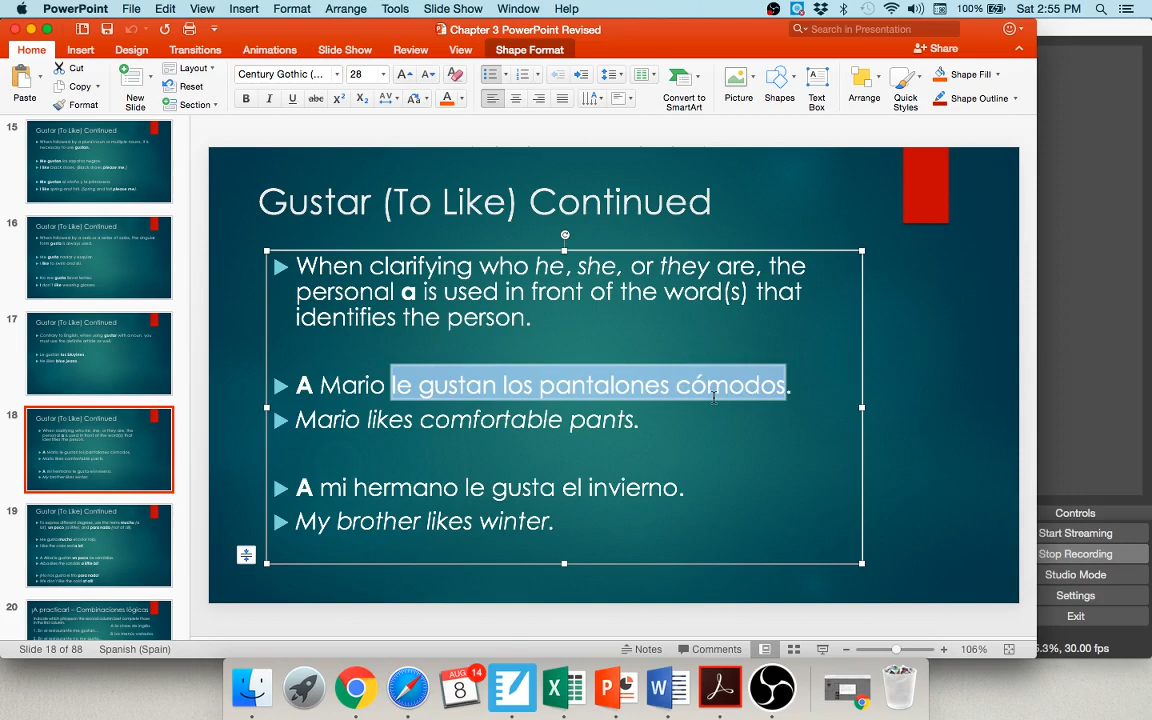 PowerPoint File Edit View Insert Format Arrange Tools Slide Show Window Help 100% Sat 2:55 PM
Chapter 3 PowerPoint Revised
Search in Presentation
Home Insert Design Transitions Animations Slide Show Review View Shape Format
Share
Paste
Cut
Copy
Format
New Slide
Layout
Reset
Section
Century Gothic (...
28
Convert to SmartArt
Picture
Shapes
Text Box
Arrange
Quick Styles
Shape Fill
Shape Outline
15
Gustar (To Like) Continued
16
Gustar (To Like) Continued
17
Gustar (To Like) Continued
18
Gustar (To Like) Continued
19
Gustar (To Like) Continued
20
¡A practicar! – Combinaciones lógicas
Gustar (To Like) Continued
When clarifying who he, she, or they are, the
personal a is used in front of the word(s) that
identifies the person.
A Mario le gustan los pantalones cómodos.
Mario likes comfortable pants.
A mi hermano le gusta el invierno.
My brother likes winter.
Controls
Start Streaming
Stop Recording
Studio Mode
Settings
Exit
5.3%, 30.00 fps
Slide 18 of 88 Spanish (Spain)
Notes Comments 106%
AUG 14
8